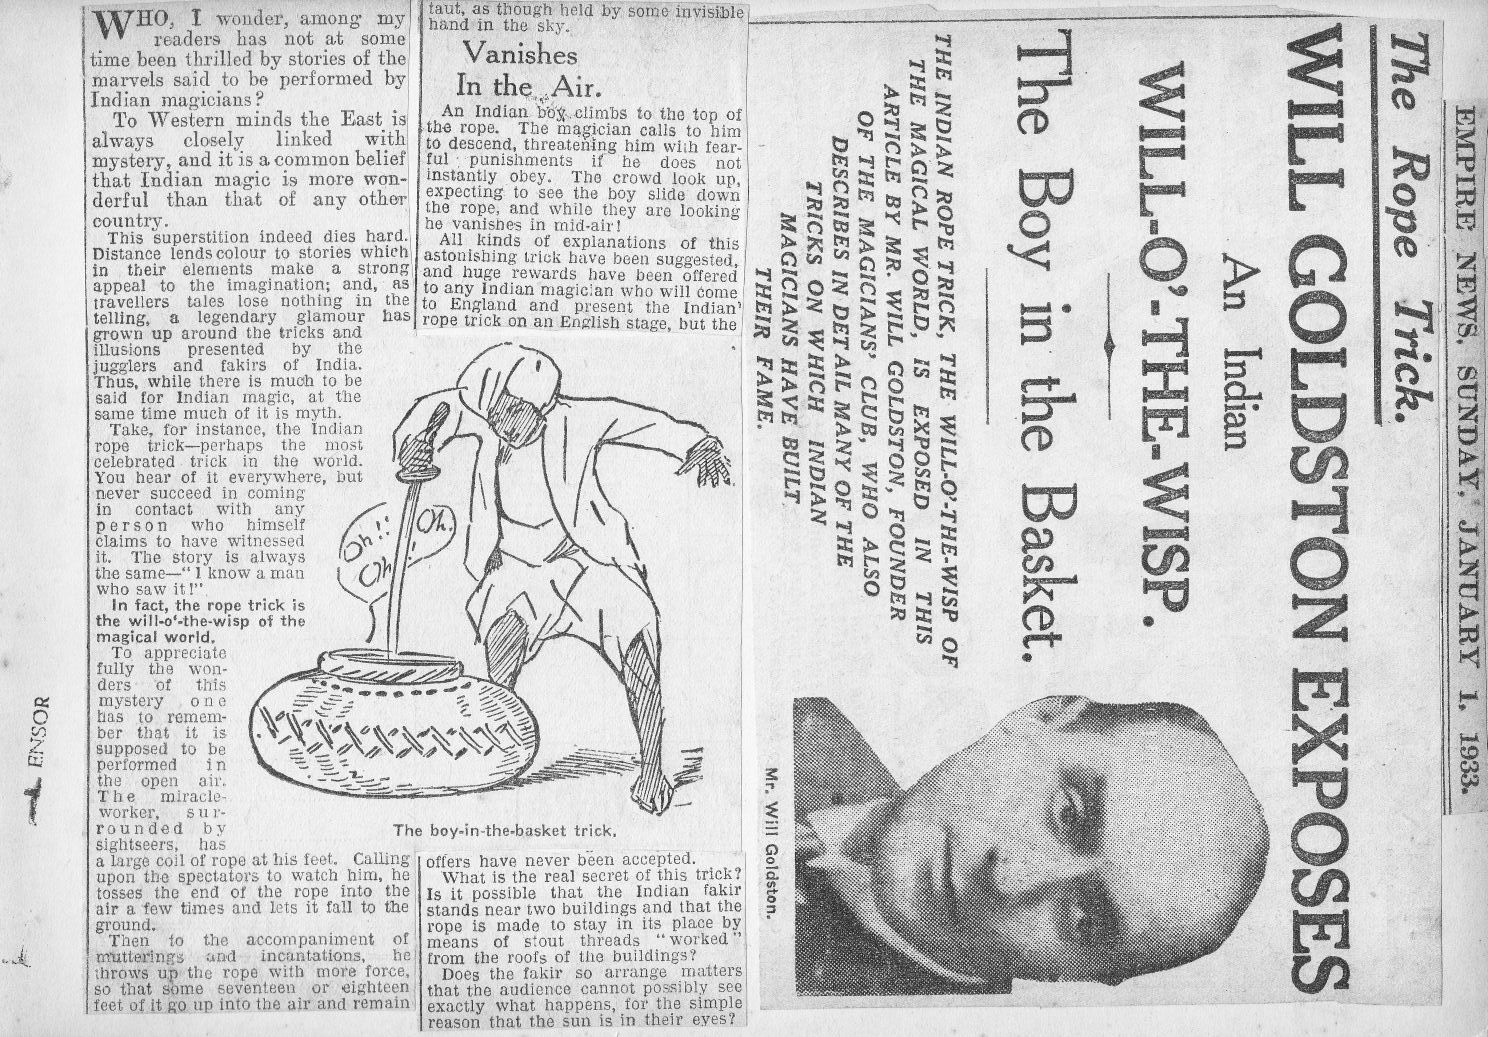 EMPIRE NEWS, SUNDAY, JANUARY 1, 1933.
The Rope Trick.
WILL GOLDSTON EXPOSES
An Indian
WILL-O'-THE-WISP.
The Boy in the Basket.
THE INDIAN ROPE TRICK, THE WILL-O'-THE-WISP OF
THE MAGICAL WORLD, IS EXPOSED IN THIS
ARTICLE BY MR. WILL GOLDSTON, FOUNDER
OF THE MAGICIANS' CLUB, WHO ALSO
DESCRIBES IN DETAIL MANY OF THE
TRICKS ON WHICH INDIAN
MAGICIANS HAVE BUILT
THEIR FAME.
Mr. Will Goldston.
WHO, I wonder, among my
readers has not at some
time been thrilled by stories of the
marvels said to be performed by
Indian magicians?
To Western minds the East is
always closely linked with
mystery, and it is a common belief
that Indian magic is more won-
derful than that of any other
country.
This superstition indeed dies hard.
Distance lends colour to stories which
in their elements make a strong
appeal to the imagination; and, as
travellers tales lose nothing in the
telling, a legendary glamour has
grown up around the tricks and
illusions presented by the
jugglers and fakirs of India.
Thus, while there is much to be
said for Indian magic, at the
same time much of it is myth.
Take, for instance, the Indian
rope trick—perhaps the most
celebrated trick in the world.
You hear of it everywhere, but
never succeed in coming
in contact with any
person who himself
claims to have witnessed
it. The story is always
the same—"I know a man
who saw it!"
In fact, the rope trick is
the will-o'-the-wisp of the
magical world.
To appreciate
fully the won-
ders of this
mystery one
has to remem-
ber that it is
supposed to be
performed in
the open air.
The miracle-
worker, sur-
rounded by
sightseers, has
a large coil of rope at his feet. Calling
upon the spectators to watch him, he
tosses the end of the rope into the
air a few times and lets it fall to the
ground.
Then to the accompaniment of
mutterings and incantations, he
throws up the rope with more force,
so that some seventeen or eighteen
feet of it go up into the air and remain
taut, as though held by some invisible
hand in the sky.
Vanishes
In the Air.
An Indian boy climbs to the top of
the rope. The magician calls to him
to descend, threatening him with fear-
ful punishments if he does not
instantly obey. The crowd look up,
expecting to see the boy slide down
the rope, and while they are looking
he vanishes in mid-air!
All kinds of explanations of this
astonishing trick have been suggested,
and huge rewards have been offered
to any Indian magician who will come
to England and present the Indian'
rope trick on an English stage, but the
Oh!!
Oh.
Oh!
The boy-in-the-basket trick.
offers have never been accepted.
What is the real secret of this trick?
Is it possible that the Indian fakir
stands near two buildings and that the
rope is made to stay in its place by
means of stout threads "worked"
from the roofs of the buildings?
Does the fakir so arrange matters
that the audience cannot possibly see
exactly what happens, for the simple
reason that the sun is in their eyes?
ENSOR